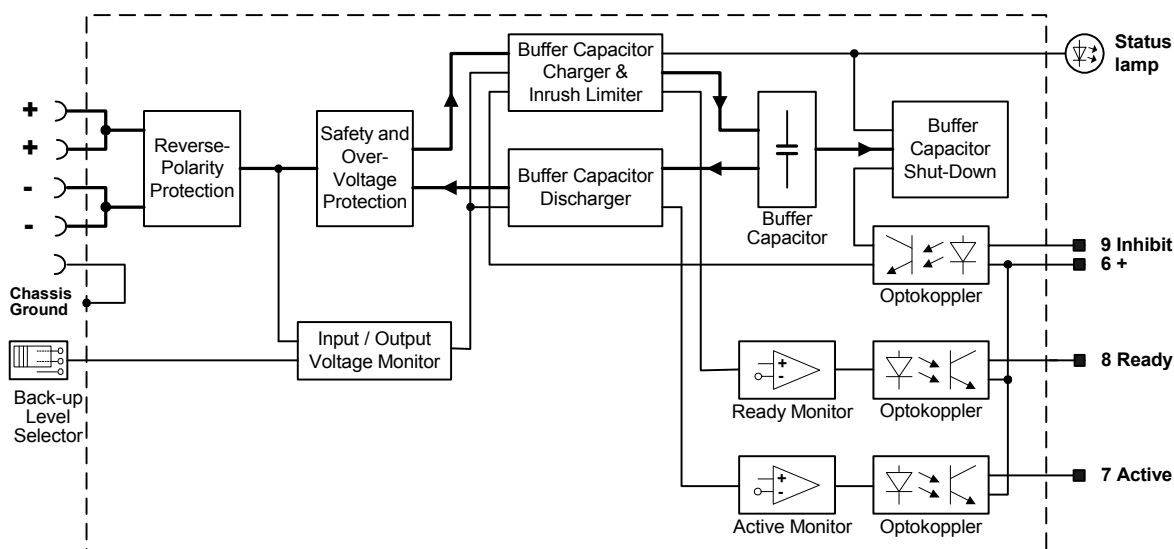 Buffer Capacitor
Charger &
Inrush Limiter
Status
lamp
+
+
-
-
Reverse-
Polarity
Protection
Safety and
Over-
Voltage
Protection
Buffer Capacitor
Discharger
Buffer
Capacitor
Buffer
Capacitor
Shut-Down
9 Inhibit
6 +
Optokoppler
Chassis
Ground
Input / Output
Voltage Monitor
Back-up
Level
Selector
+
-
Ready Monitor
Optokoppler
8 Ready
+
-
Active Monitor
Optokoppler
7 Active